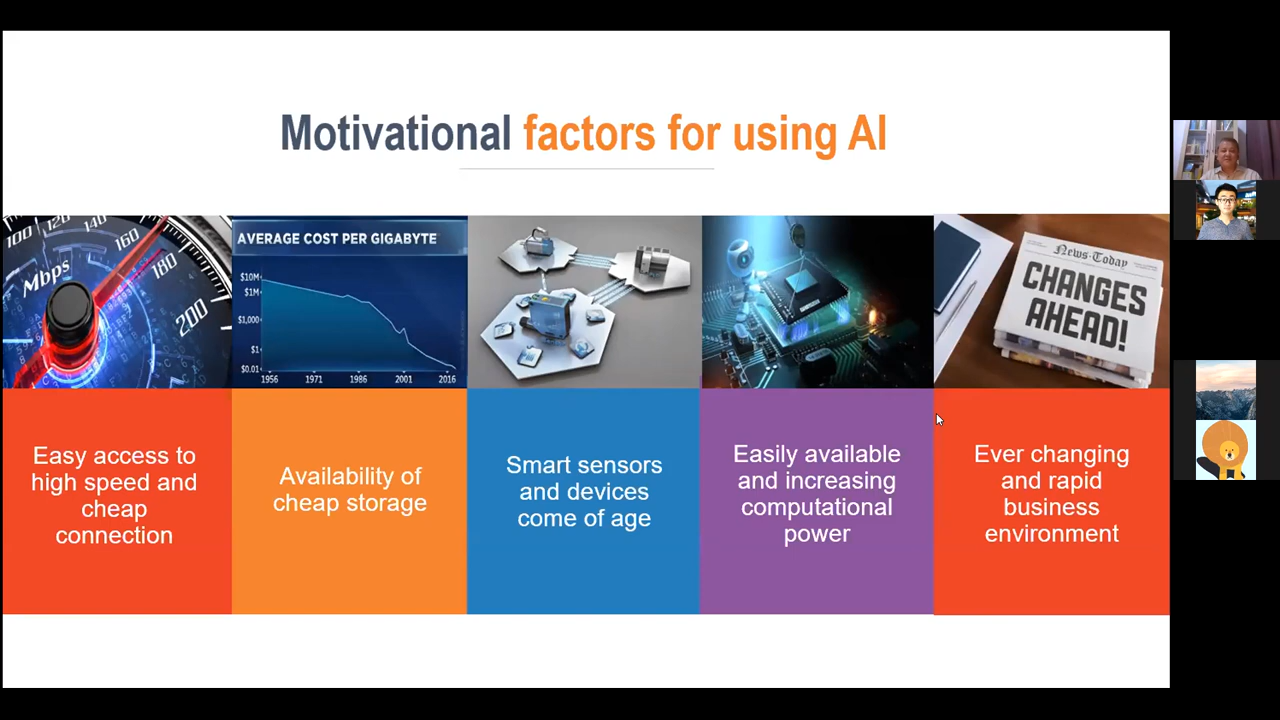 Motivational factors for using AI
100 120 140 160 180 200
Mbps
AVERAGE COST PER GIGABYTE
$10M
$1M
$1,000
$1
$0.01
1956 1971 1986 2001 2016
News-Today
CHANGES
AHEAD!
Easy access to
high speed and
cheap
connection
Availability of
cheap storage
Smart sensors
and devices
come of age
Easily available
and increasing
computational
power
Ever changing
and rapid
business
environment